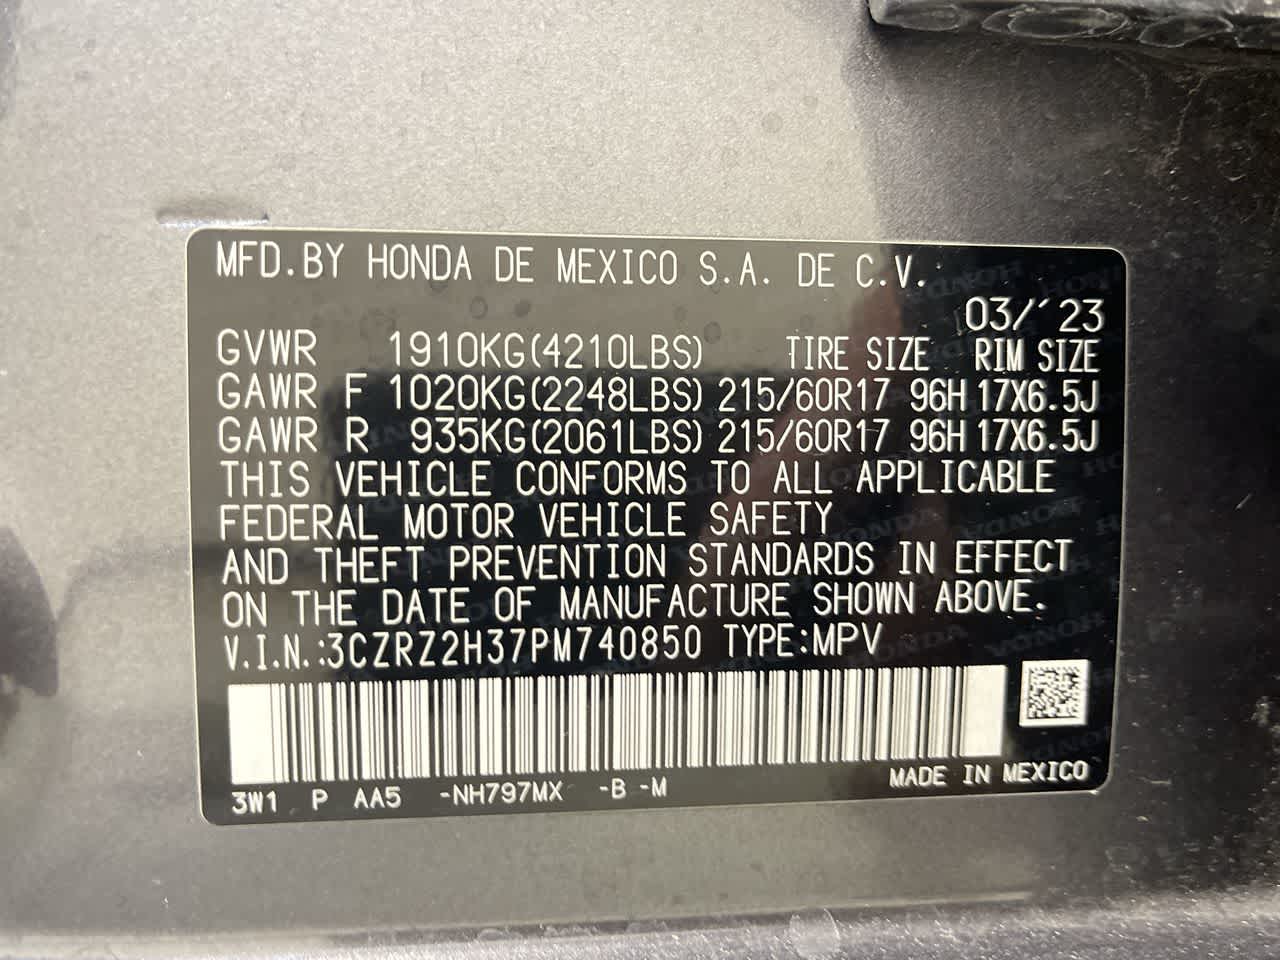 MFD.BY HONDA DE MEXICO S.A. DE C.V.
03/´23
GVWR 1910KG(4210LBS) TIRE SIZE RIM SIZE
GAWR F 1020KG(2248LBS) 215/60R17 96H 17X6.5J
GAWR R 935KG(2061LBS) 215/60R17 96H 17X6.5J
THIS VEHICLE CONFORMS TO ALL APPLICABLE
FEDERAL MOTOR VEHICLE SAFETY
AND THEFT PREVENTION STANDARDS IN EFFECT
ON THE DATE OF MANUFACTURE SHOWN ABOVE.
V.I.N.:3CZRZ2H37PM740850 TYPE:MPV
MADE IN MEXICO
3W1 P AA5 -NH797MX -B -M